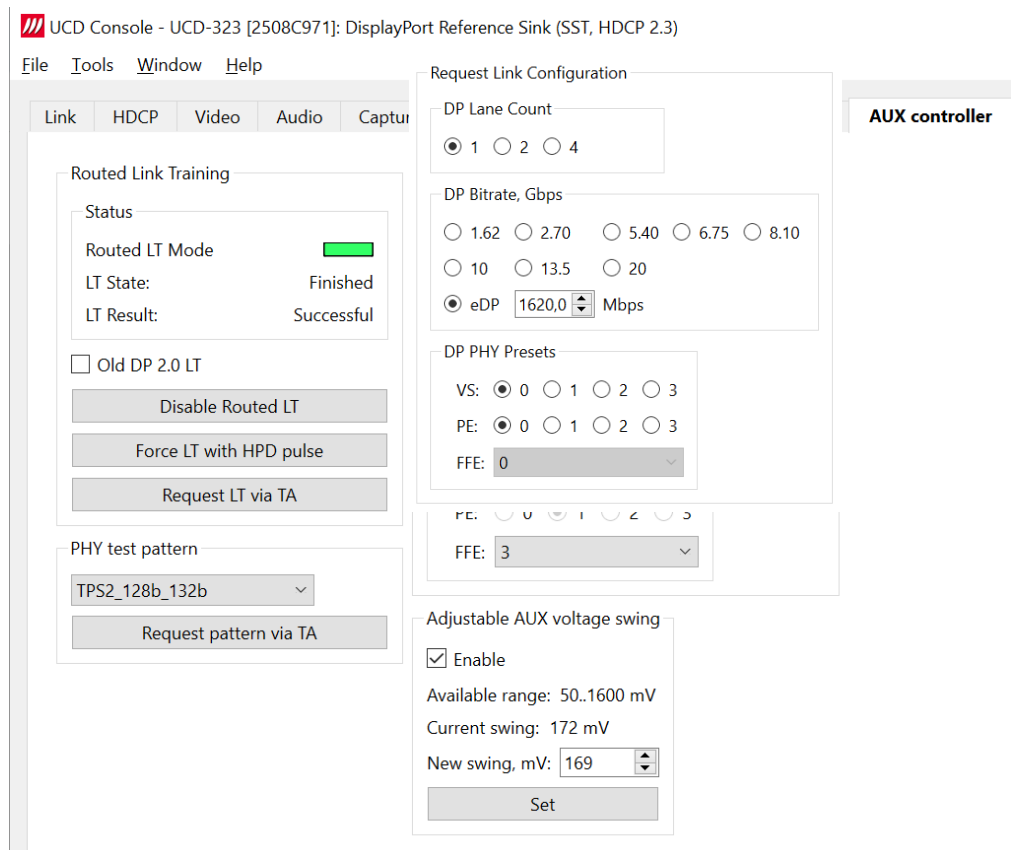 UCD Console - UCD-323 [2508C971]: DisplayPort Reference Sink (SST, HDCP 2.3)
File Tools Window Help
Link HDCP Video Audio Captur AUX controller
Routed Link Training
Status
Routed LT Mode
LT State: Finished
LT Result: Successful
Old DP 2.0 LT
Disable Routed LT
Force LT with HPD pulse
Request LT via TA
PHY test pattern
TPS2_128b_132b
Request pattern via TA
Request Link Configuration
DP Lane Count
1 2 4
DP Bitrate, Gbps
1.62 2.70 5.40 6.75 8.10
10 13.5 20
eDP 1620,0 Mbps
DP PHY Presets
VS: 0 1 2 3
PE: 0 1 2 3
FFE: 0
PE: 0 1 2 3
FFE: 3
Adjustable AUX voltage swing
Enable
Available range: 50..1600 mV
Current swing: 172 mV
New swing, mV: 169
Set